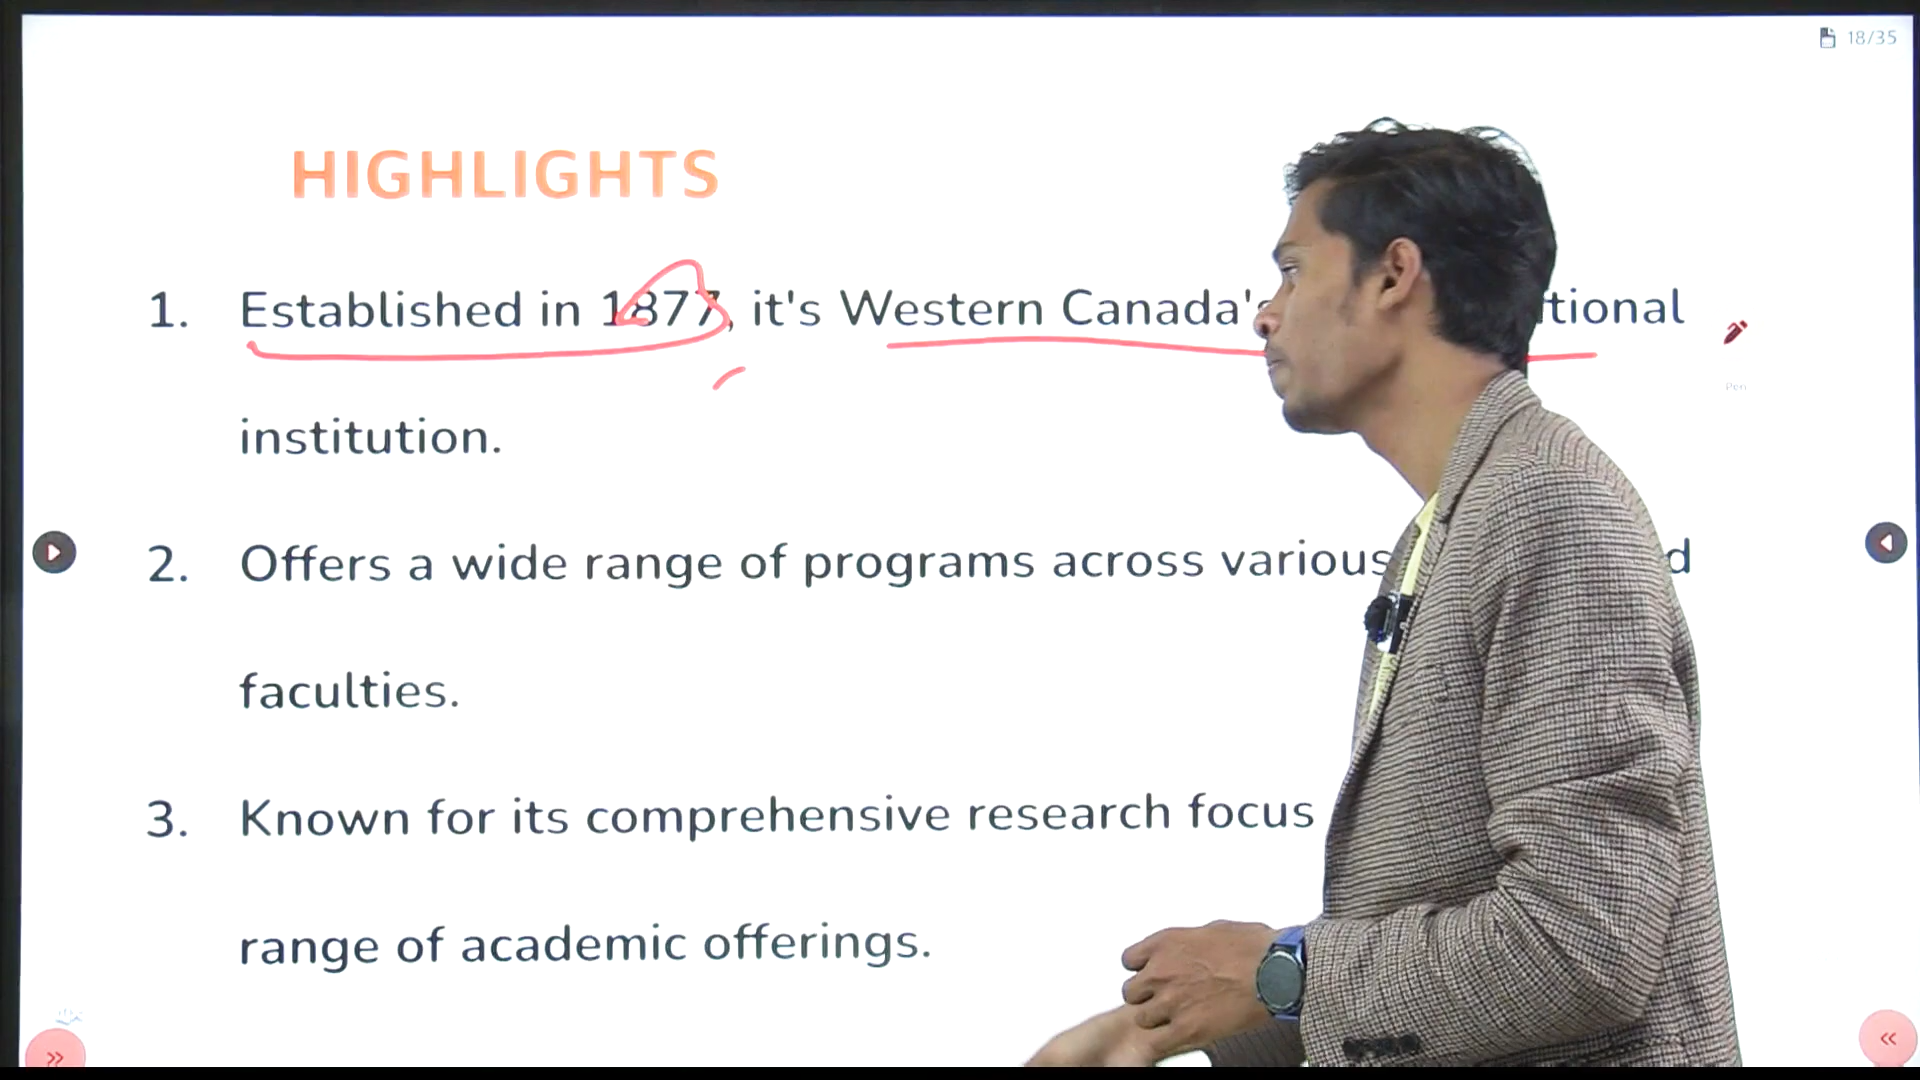 18/35
HIGHLIGHTS
1. Established in 1877, it's Western Canada's tional
institution.
2. Offers a wide range of programs across various d
faculties.
3. Known for its comprehensive research focus
range of academic offerings.
Pen